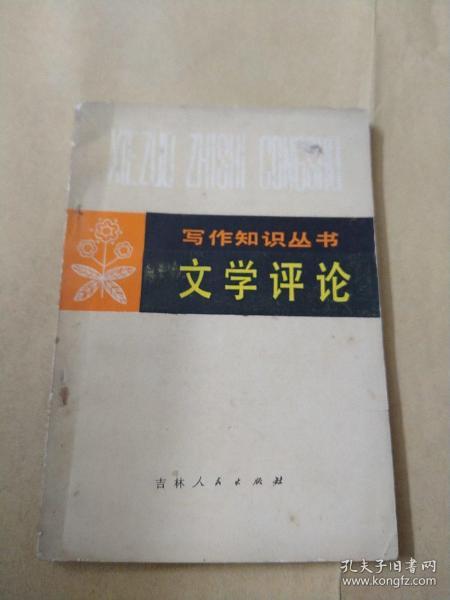 XIEZUO ZHISHI CONGSHU
写作知识丛书
文学评论
吉林人民出版社
孔夫子旧书网
www.kongfz.com